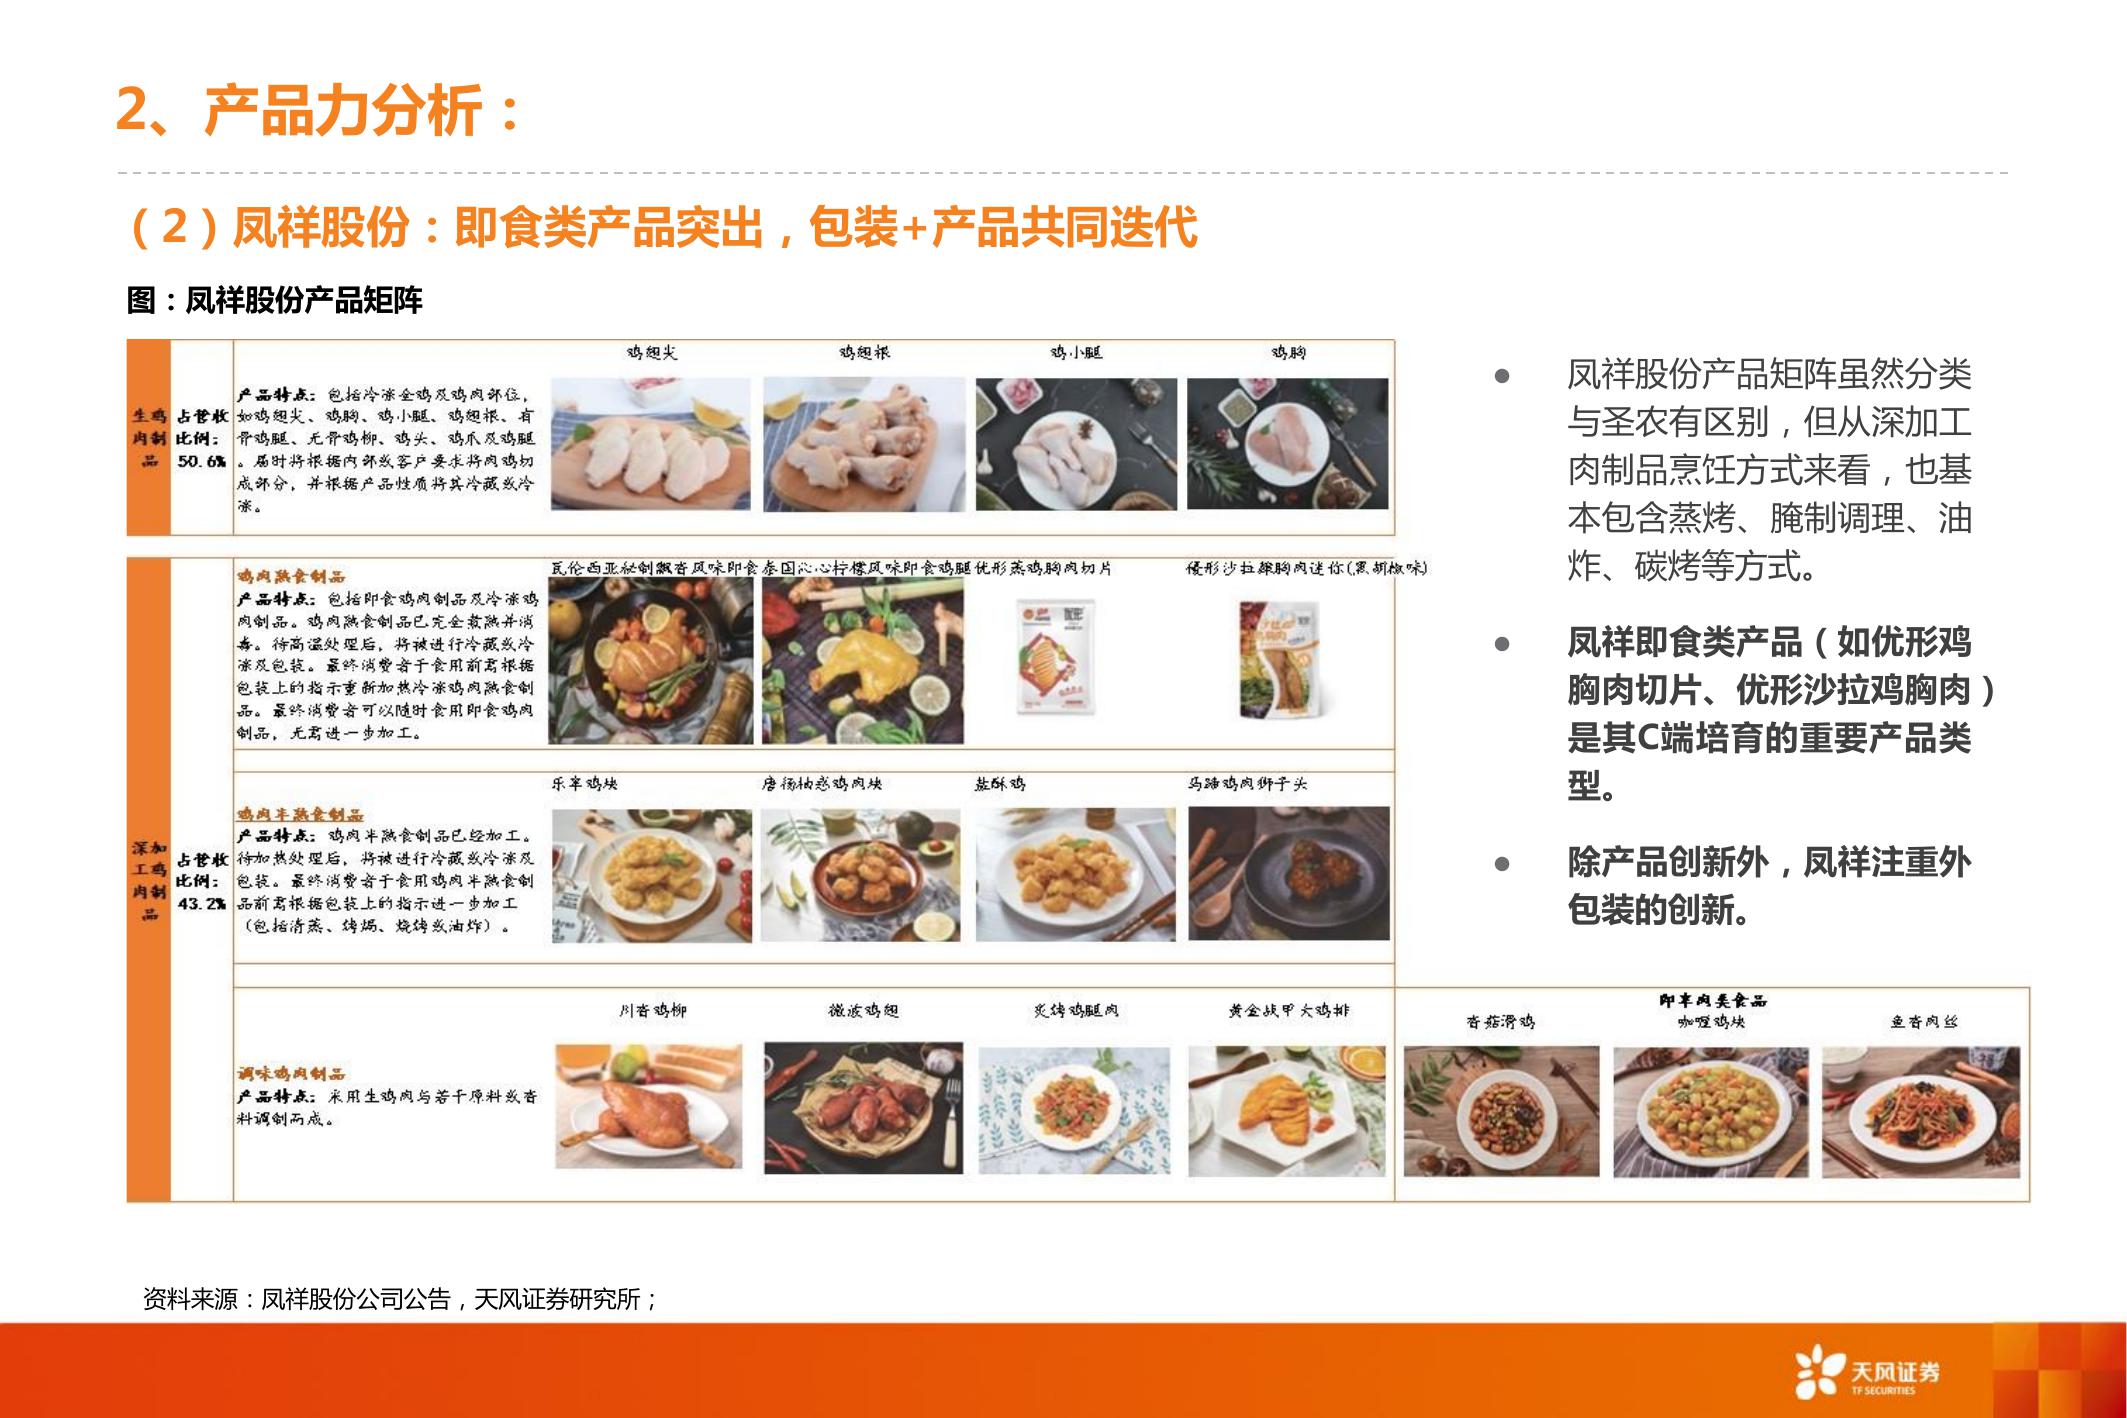 2、产品力分析：
（2）凤祥股份：即食类产品突出，包装+产品共同迭代
图：凤祥股份产品矩阵
生鸡
肉制
品
占营收
比例：
50.6%
产品特点：包括冷冻全鸡及鸡肉部位，
如鸡翅尖、鸡胸、鸡小腿、鸡翅根、有
骨鸡腿、无骨鸡柳、鸡头、鸡爪及鸡腿
。届时将根据内部或客户要求将肉鸡切
成部分，并根据产品性质将其冷藏或冷
冻。
鸡翅尖
鸡翅根
鸡小腿
鸡胸
深加
工鸡
肉制
品
占营收
比例：
43.2%
鸡肉熟食制品
产品特点：包括即食鸡肉制品及冷冻鸡
肉制品。鸡肉熟食制品已完全煮熟并消
毒。待高温处理后，将被进行冷藏或冷
冻及包装。最终消费者于食用前需根据
包装上的指示重新加热冷冻鸡肉熟食制
品。最终消费者可以随时食用即食鸡肉
制品，无需进一步加工。
瓦伦西亚秘制飘香风味即食
泰国沁心柠檬风味即食鸡腿
优形蒸鸡胸肉切片
优形沙拉鸡胸肉迷你(黑胡椒味)
鸡肉半熟食制品
产品特点：鸡肉半熟食制品已经加工。
待加热处理后，将被进行冷藏或冷冻及
包装。最终消费者于食用鸡肉半熟食制
品前需根据包装上的指示进一步加工
（包括清蒸、烤焗、烧烤或油炸）。
乐享鸡块
唐杨柚惑鸡肉块
盐酥鸡
马蹄鸡肉狮子头
调味鸡肉制品
产品特点：采用生鸡肉与若干原料或香
料调制而成。
川香鸡柳
微波鸡翅
炙烤鸡腿肉
黄金战甲大鸡排
即享肉类食品
香菇滑鸡
咖喱鸡块
鱼香肉丝
● 凤祥股份产品矩阵虽然分类
与圣农有区别，但从深加工
肉制品烹饪方式来看，也基
本包含蒸烤、腌制调理、油
炸、碳烤等方式。
● 凤祥即食类产品（如优形鸡
胸肉切片、优形沙拉鸡胸肉）
是其C端培育的重要产品类
型。
● 除产品创新外，凤祥注重外
包装的创新。
资料来源：凤祥股份公司公告，天风证券研究所；
天风证券
TF SECURITIES